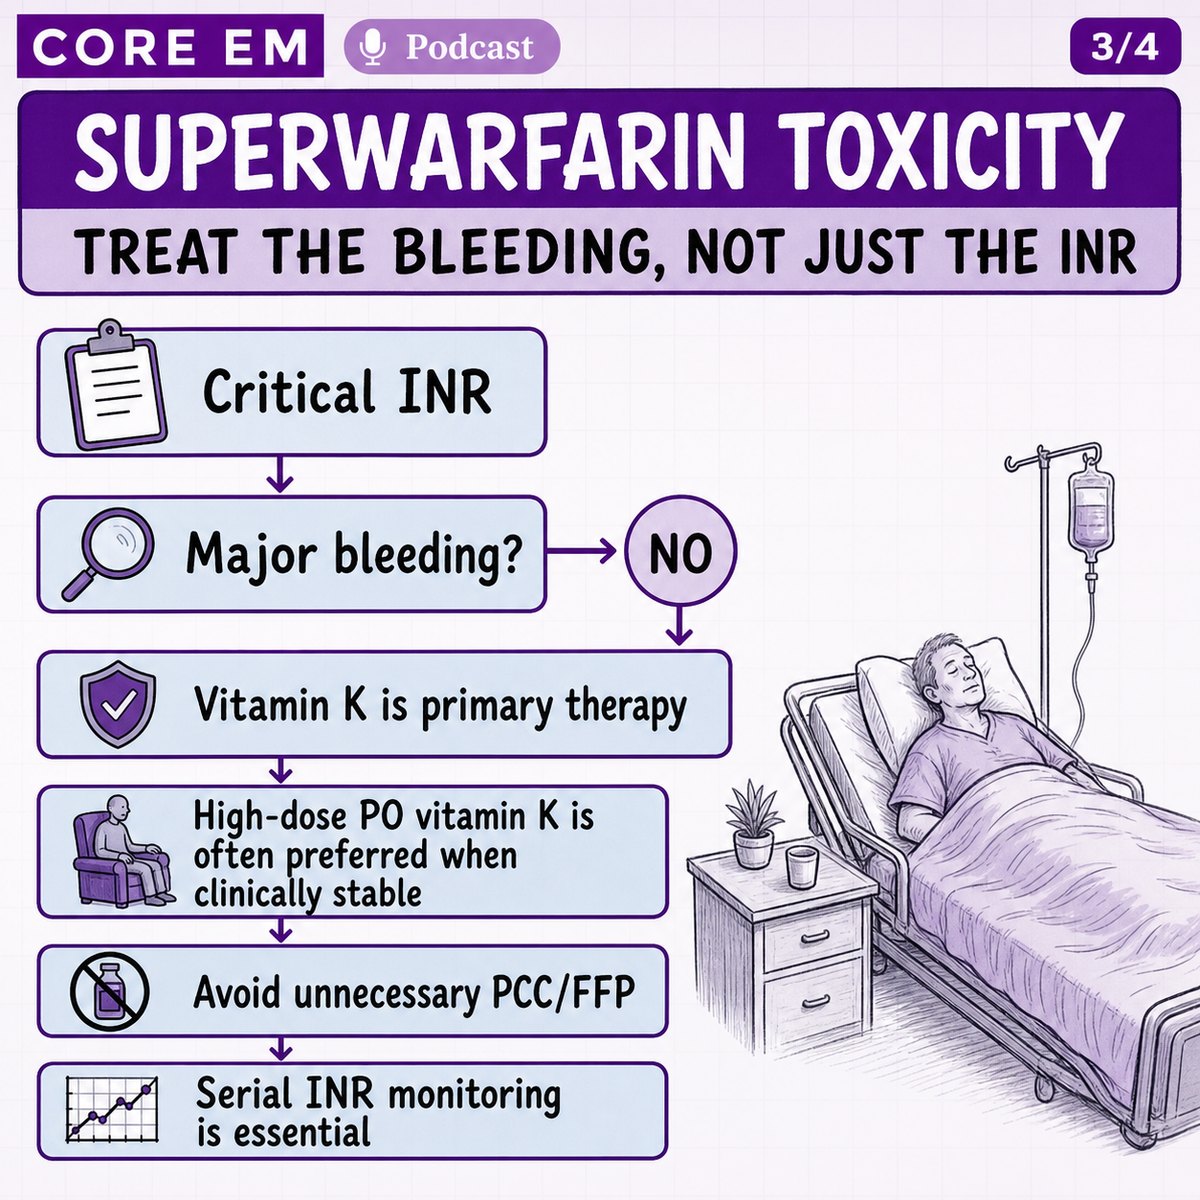 CORE EM
Podcast
3/4
SUPERWARFARIN TOXICITY
TREAT THE BLEEDING, NOT JUST THE INR
Critical INR
Major bleeding?
NO
Vitamin K is primary therapy
High-dose PO vitamin K is
often preferred when
clinically stable
Avoid unnecessary PCC/FFP
Serial INR monitoring
is essential